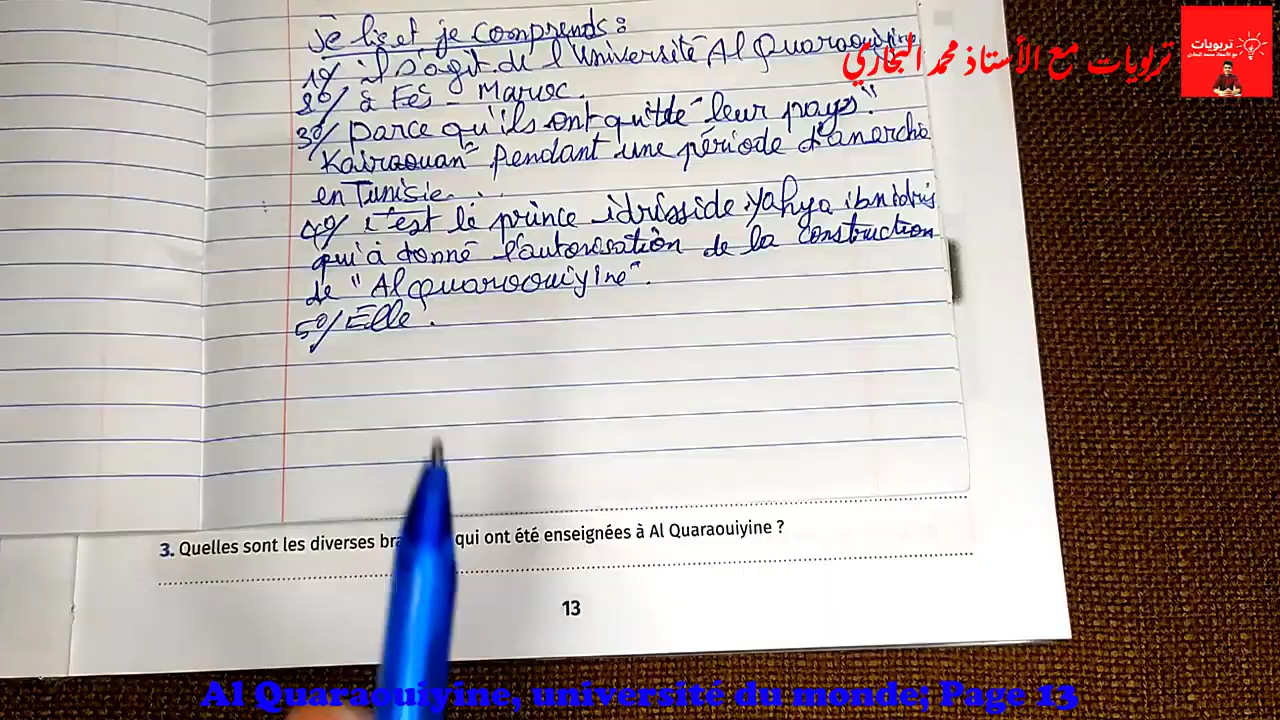 Je lis et je comprends :
1°/ il s'agit de l'université Al Quaraouiyine.
2°/ à Fès - Maroc.
3°/ Parce qu'ils ont quitté leur pays "
"Kairaouan" pendant une période d'anarchie
en Tunisie.
4°/ c'est le prince idrisside Yahya ibn idris
qui à donné l'autorisation de la construction
de "Al quaraouiyine".
5°/ Elle
3. Quelles sont les diverses qui ont été enseignées à Al Quaraouiyine ?
13
تربويات مع الأستاذ محمد البخاري
تربويات
Al Quaraouiyine, université du monde; Page 13